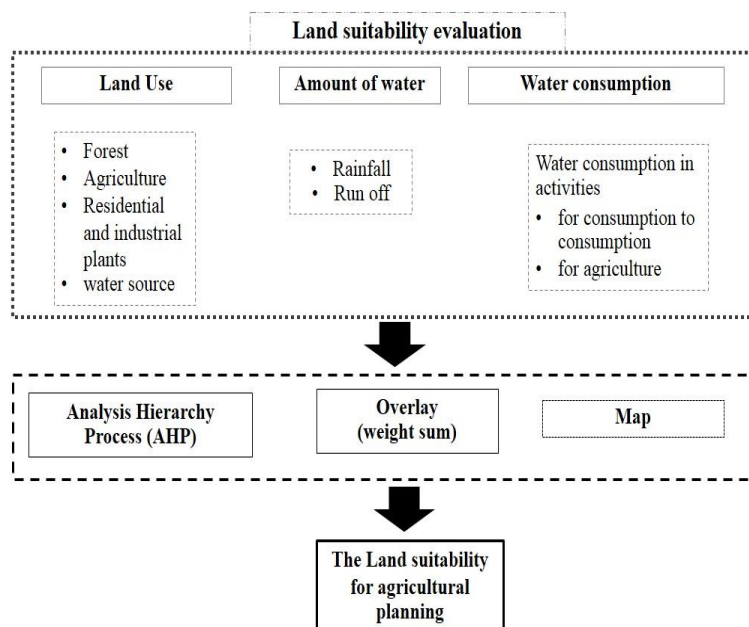 Land suitability evaluation
Land Use
Amount of water
Water consumption
• Forest
• Agriculture
• Residential
and industrial
plants
• water source
• Rainfall
• Run off
Water consumption in
activities
• for consumption to
consumption
• for agriculture
Analysis Hierarchy
Process (AHP)
Overlay
(weight sum)
Map
The Land suitability
for agricultural
planning